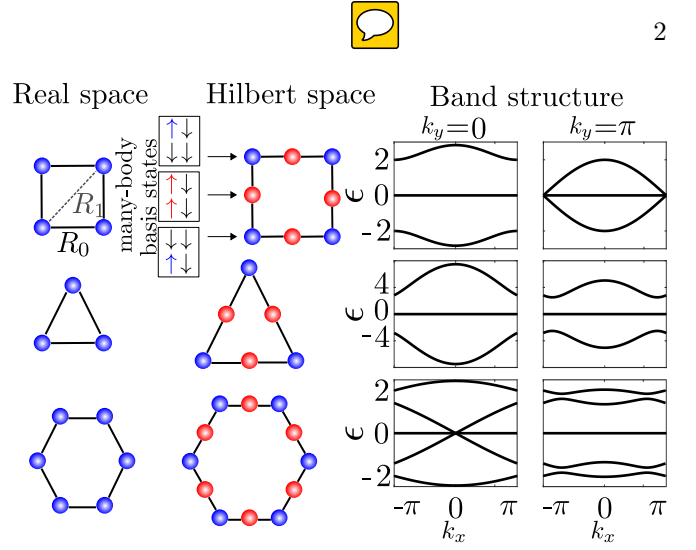 2
Real space
Hilbert space
Band structure
k_y=0
k_y=π
many-body
basis states
↑↓
↓↓
↑↓
↑↓
↓↓
↑↓
R_1
R_0
ϵ
2
0
-2
ϵ
4
0
-4
ϵ
2
0
-2
-π 0 π
-π 0 π
k_x
k_x